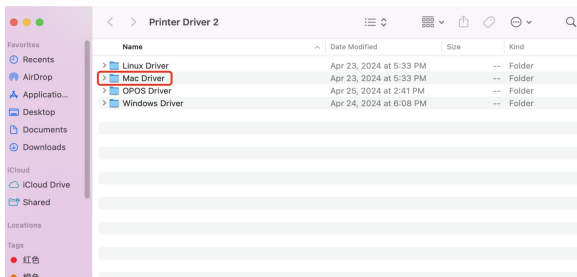 Printer Driver 2
Favorites
Recents
AirDrop
Applicatio...
Desktop
Documents
Downloads
iCloud
iCloud Drive
Shared
Locations
Tags
红色
橙色
Name Date Modified Size Kind
Linux Driver Apr 23, 2024 at 5:33 PM -- Folder
Mac Driver Apr 23, 2024 at 5:33 PM -- Folder
OPOS Driver Apr 25, 2024 at 2:41 PM -- Folder
Windows Driver Apr 24, 2024 at 6:08 PM -- Folder